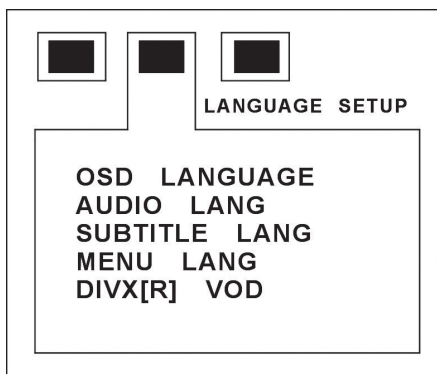 LANGUAGE SETUP
OSD LANGUAGE
AUDIO LANG
SUBTITLE LANG
MENU LANG
DIVX[R] VOD